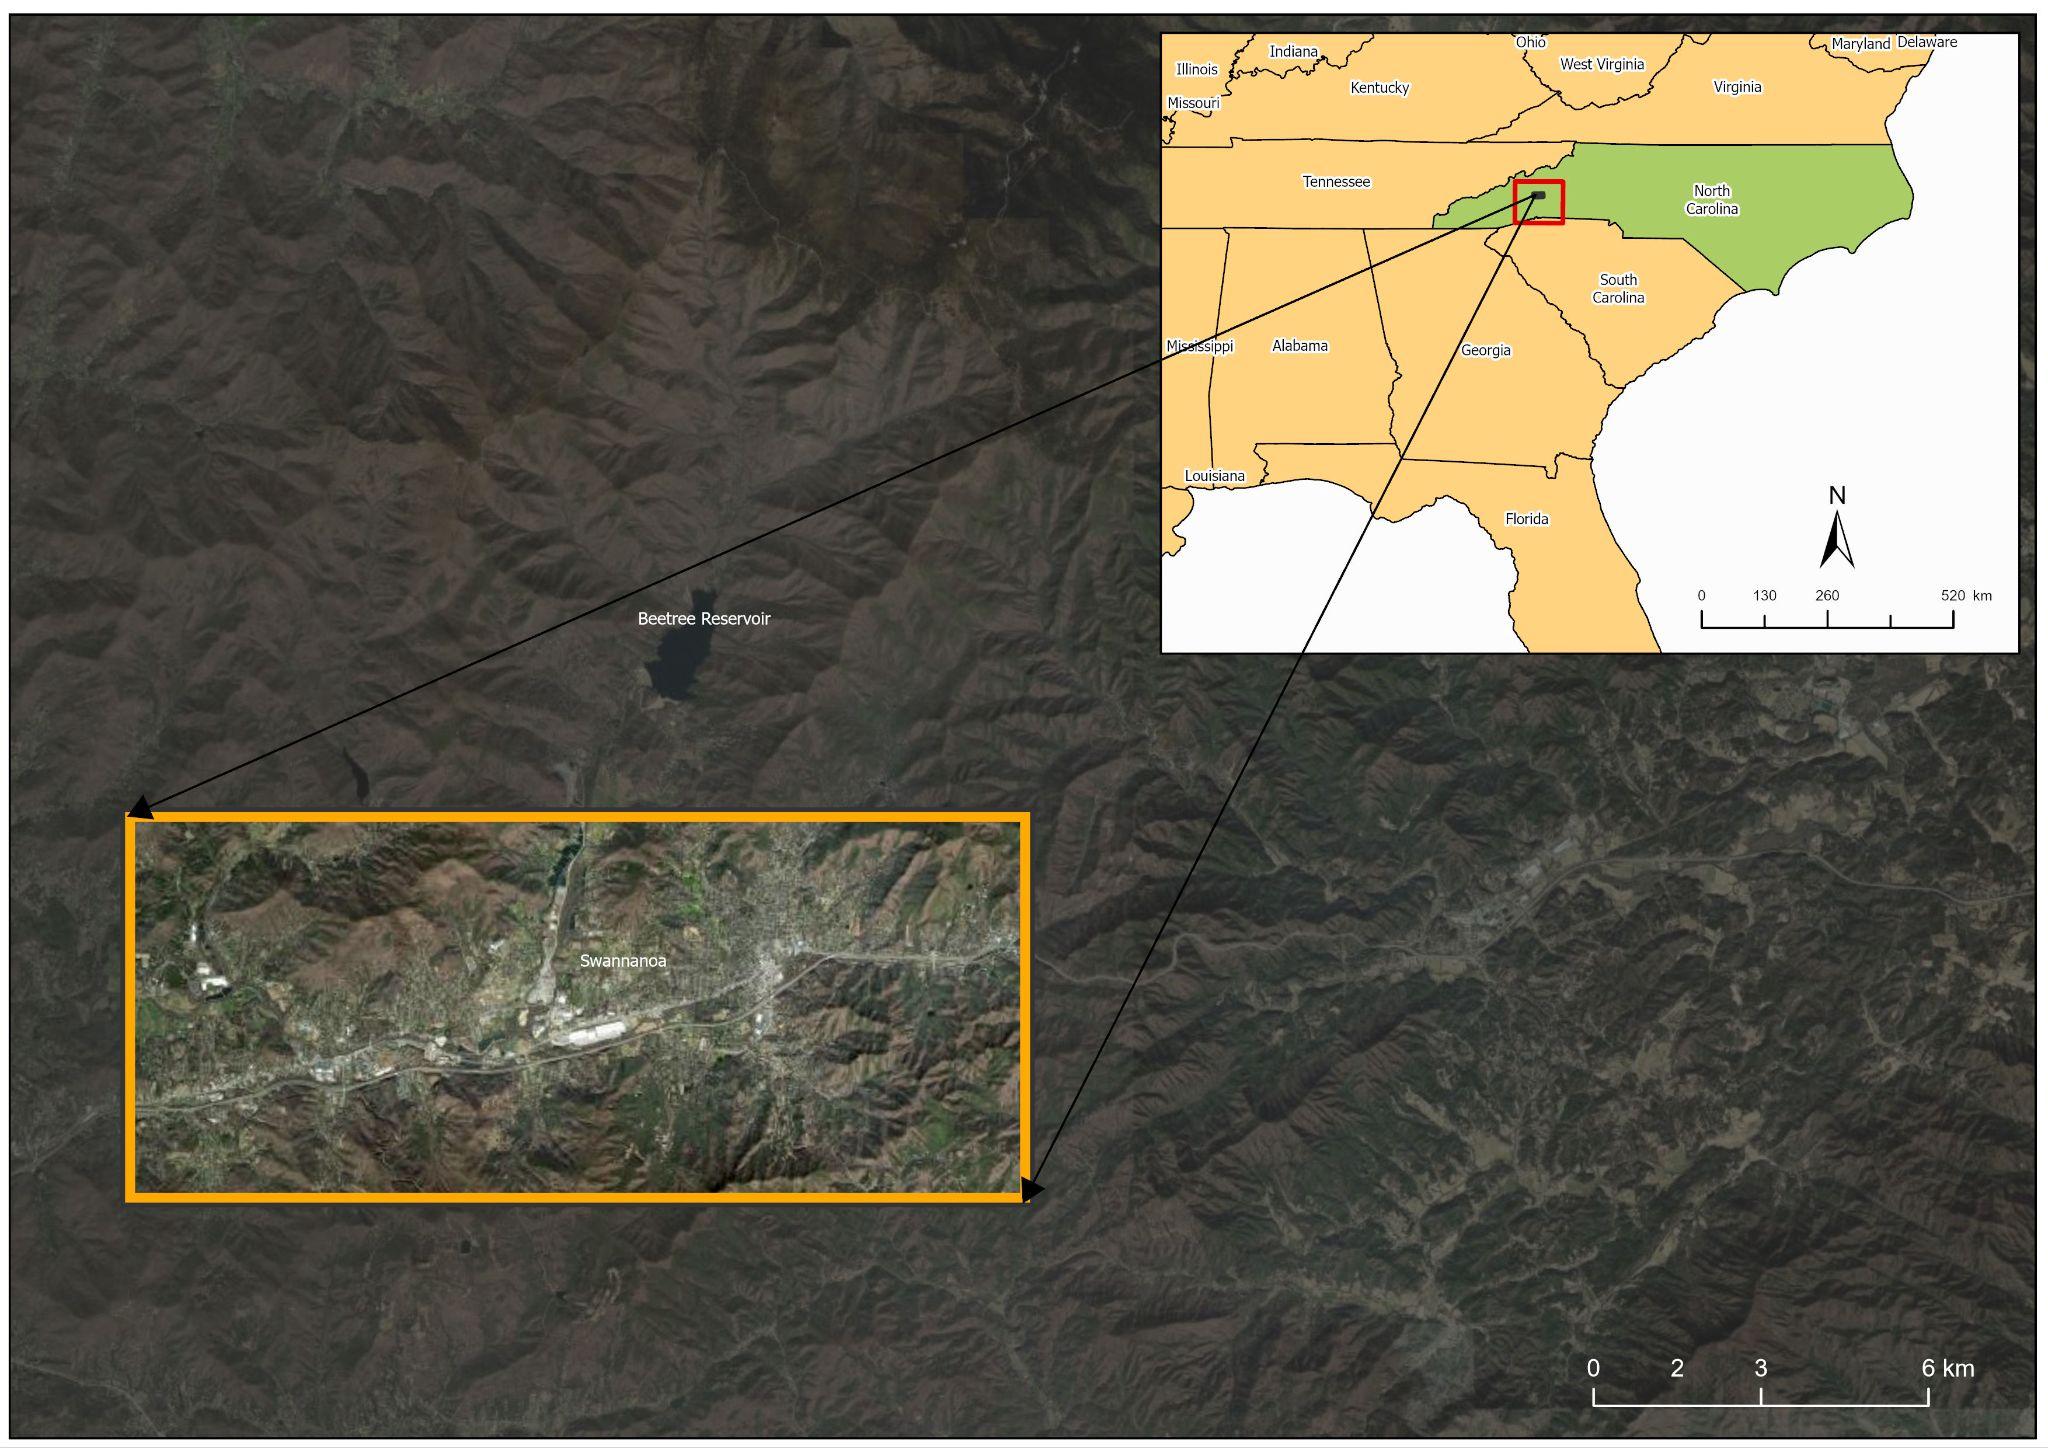 Ohio
Maryland Delaware
Indiana
West Virginia
Illinois
Kentucky
Virginia
Missouri
Tennessee
North
Carolina
South
Carolina
Mississippi
Alabama
Georgia
Louisiana
Florida
N
0 130 260 520 km
Beetree Reservoir
Swannanoa
0 2 3 6 km